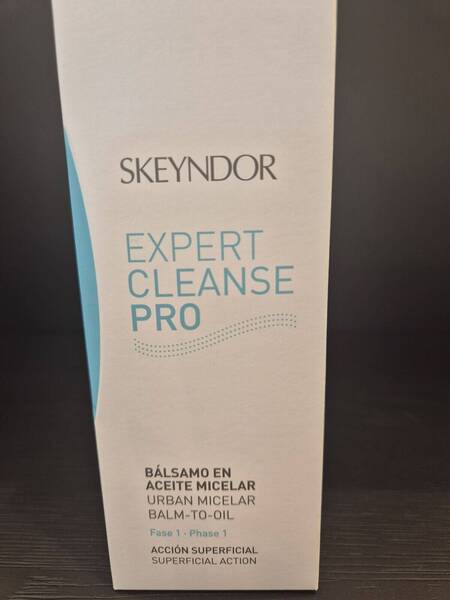 SKEYNDOR
EXPERT
CLEANSE
PRO
BÁLSAMO EN
ACEITE MICELAR
URBAN MICELAR
BALM-TO-OIL
Fase 1 · Phase 1
ACCIÓN SUPERFICIAL
SUPERFICIAL ACTION